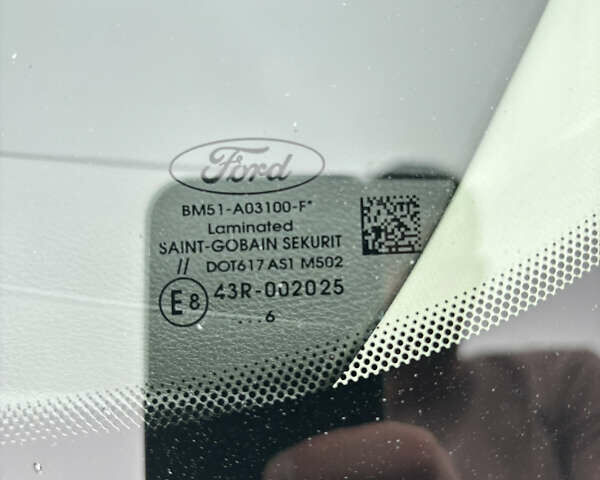 Ford
BM51-A03100-F*
Laminated
SAINT-GOBAIN SEKURIT
// DOT617 AS1 M502
E8 43R-002025
...6